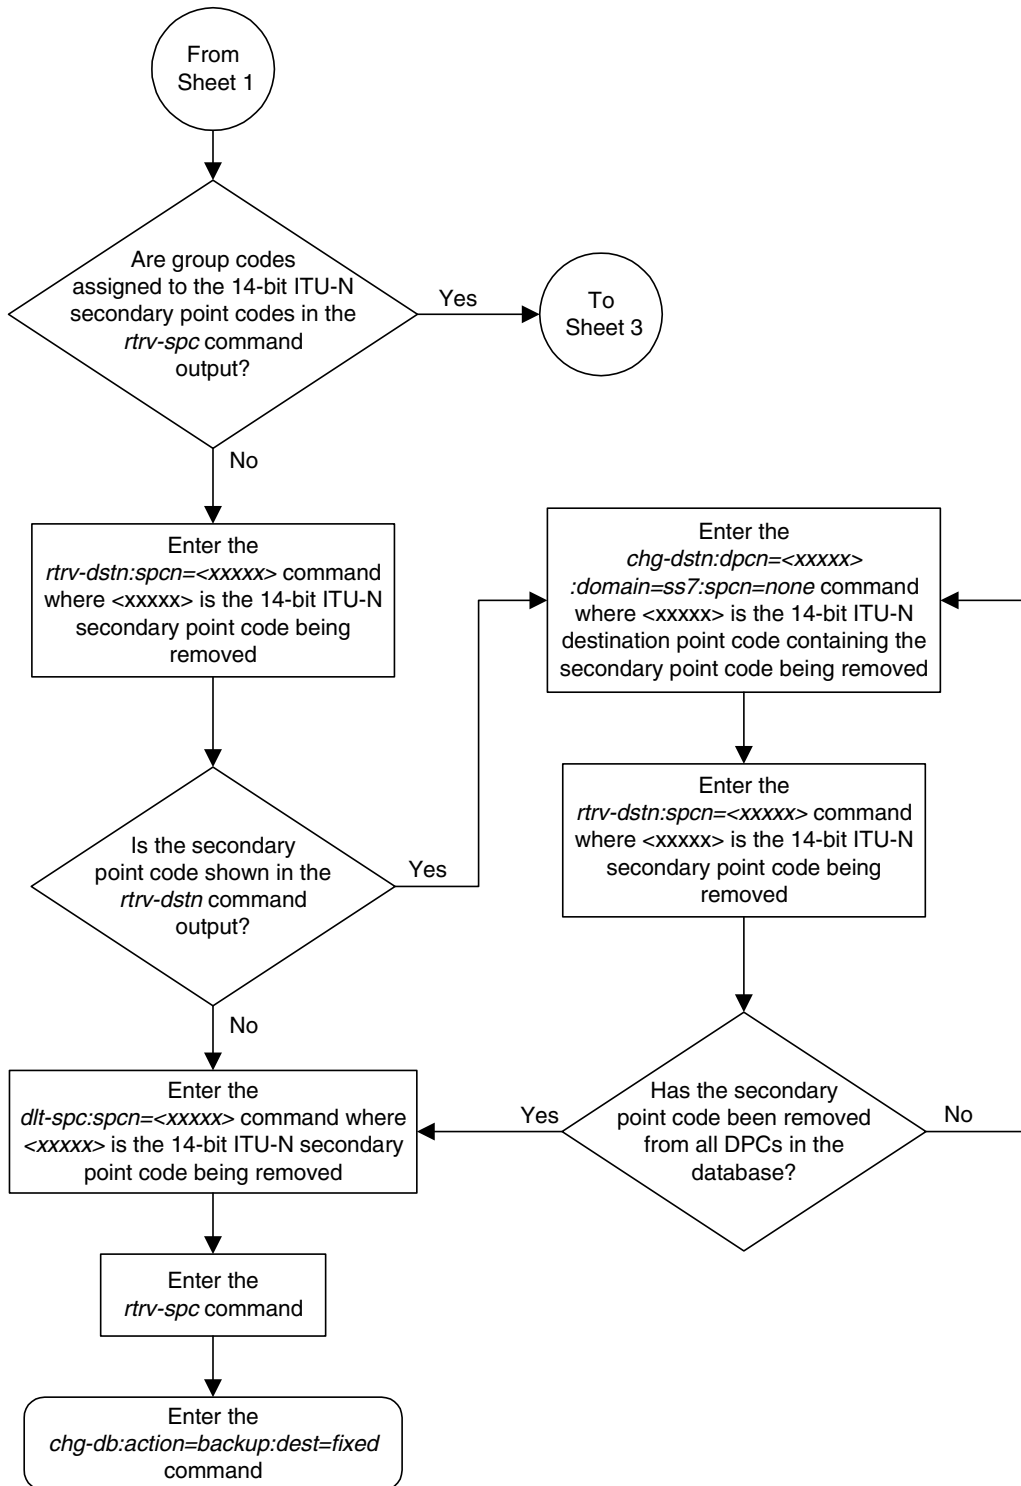 From
Sheet 1
Are group codes
assigned to the 14-bit ITU-N
secondary point codes in the
rtrv-spc command
output?
Yes
To
Sheet 3
No
Enter the
rtrv-dstn:spcn=<xxxxx> command
where <xxxxx> is the 14-bit ITU-N
secondary point code being
removed
Enter the
chg-dstn:dpcn=<xxxxx>
:domain=ss7:spcn=none command
where <xxxxx> is the 14-bit ITU-N
destination point code containing the
secondary point code being removed
Is the secondary
point code shown in the
rtrv-dstn command
output?
Yes
Enter the
rtrv-dstn:spcn=<xxxxx> command
where <xxxxx> is the 14-bit ITU-N
secondary point code being
removed
No
Enter the
dlt-spc:spcn=<xxxxx> command where
<xxxxx> is the 14-bit ITU-N secondary
point code being removed
Yes
Has the secondary
point code been removed
from all DPCs in the
database?
No
Enter the
rtrv-spc command
Enter the
chg-db:action=backup:dest=fixed
command